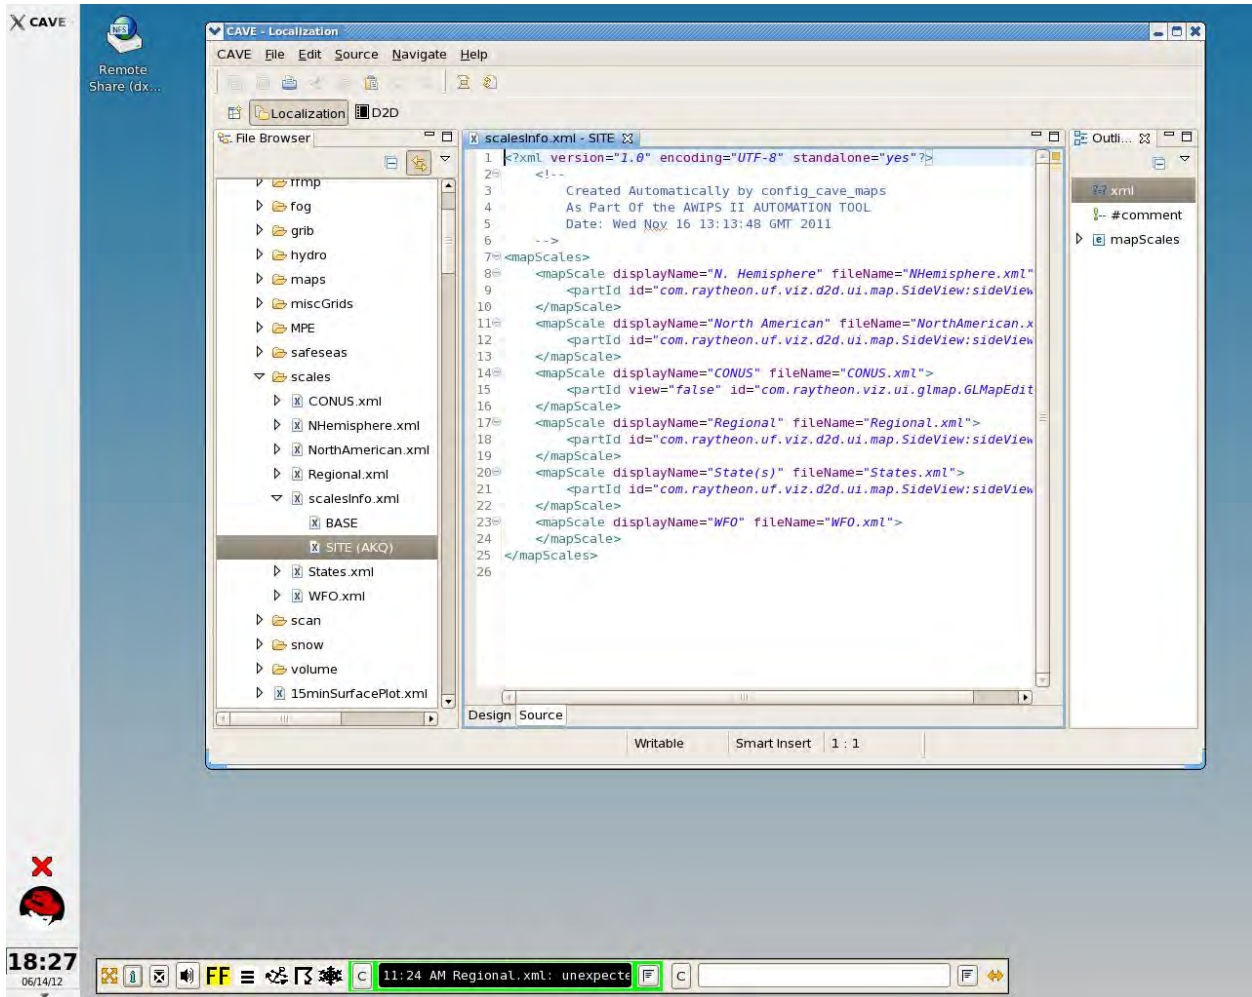 CAVE
NFS
Remote
Share (dx...
CAVE - Localization
CAVE File Edit Source Navigate Help
Localization D2D
File Browser
ffmp
fog
grib
hydro
maps
miscGrids
MPE
safeseas
scales
CONUS.xml
NHemisphere.xml
NorthAmerican.xml
Regional.xml
scalesInfo.xml
BASE
SITE (AKQ)
States.xml
WFO.xml
scan
snow
volume
15minSurfacePlot.xml
scalesInfo.xml - SITE
1 <?xml version="1.0" encoding="UTF-8" standalone="yes"?>
2 <!--
3 Created Automatically by config_cave_maps
4 As Part Of the AWIPS II AUTOMATION TOOL
5 Date: Wed Nov 16 13:13:48 GMT 2011
6 -->
7 <mapScales>
8 <mapScale displayName="N. Hemisphere" fileName="NHemisphere.xml"
9 <partId id="com.raytheon.uf.viz.d2d.ui.map.SideView:sideView
10 </mapScale>
11 <mapScale displayName="North American" fileName="NorthAmerican.x
12 <partId id="com.raytheon.uf.viz.d2d.ui.map.SideView:sideView
13 </mapScale>
14 <mapScale displayName="CONUS" fileName="CONUS.xml">
15 <partId view="false" id="com.raytheon.viz.ui.glmap.GLMapEdit
16 </mapScale>
17 <mapScale displayName="Regional" fileName="Regional.xml">
18 <partId id="com.raytheon.uf.viz.d2d.ui.map.SideView:sideView
19 </mapScale>
20 <mapScale displayName="State(s)" fileName="States.xml">
21 <partId id="com.raytheon.uf.viz.d2d.ui.map.SideView:sideView
22 </mapScale>
23 <mapScale displayName="WFO" fileName="WFO.xml">
24 </mapScale>
25 </mapScales>
26
Design Source
Outli...
xml
#comment
mapScales
Writable Smart Insert 1 : 1
18:27
06/14/12
FF C 11:24 AM Regional.xml: unexpecte C